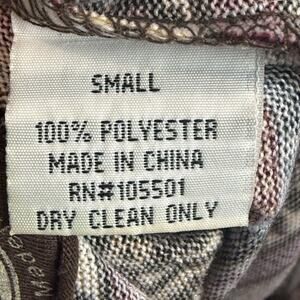 SMALL
100% POLYESTER
MADE IN CHINA
RN#105501
DRY CLEAN ONLY